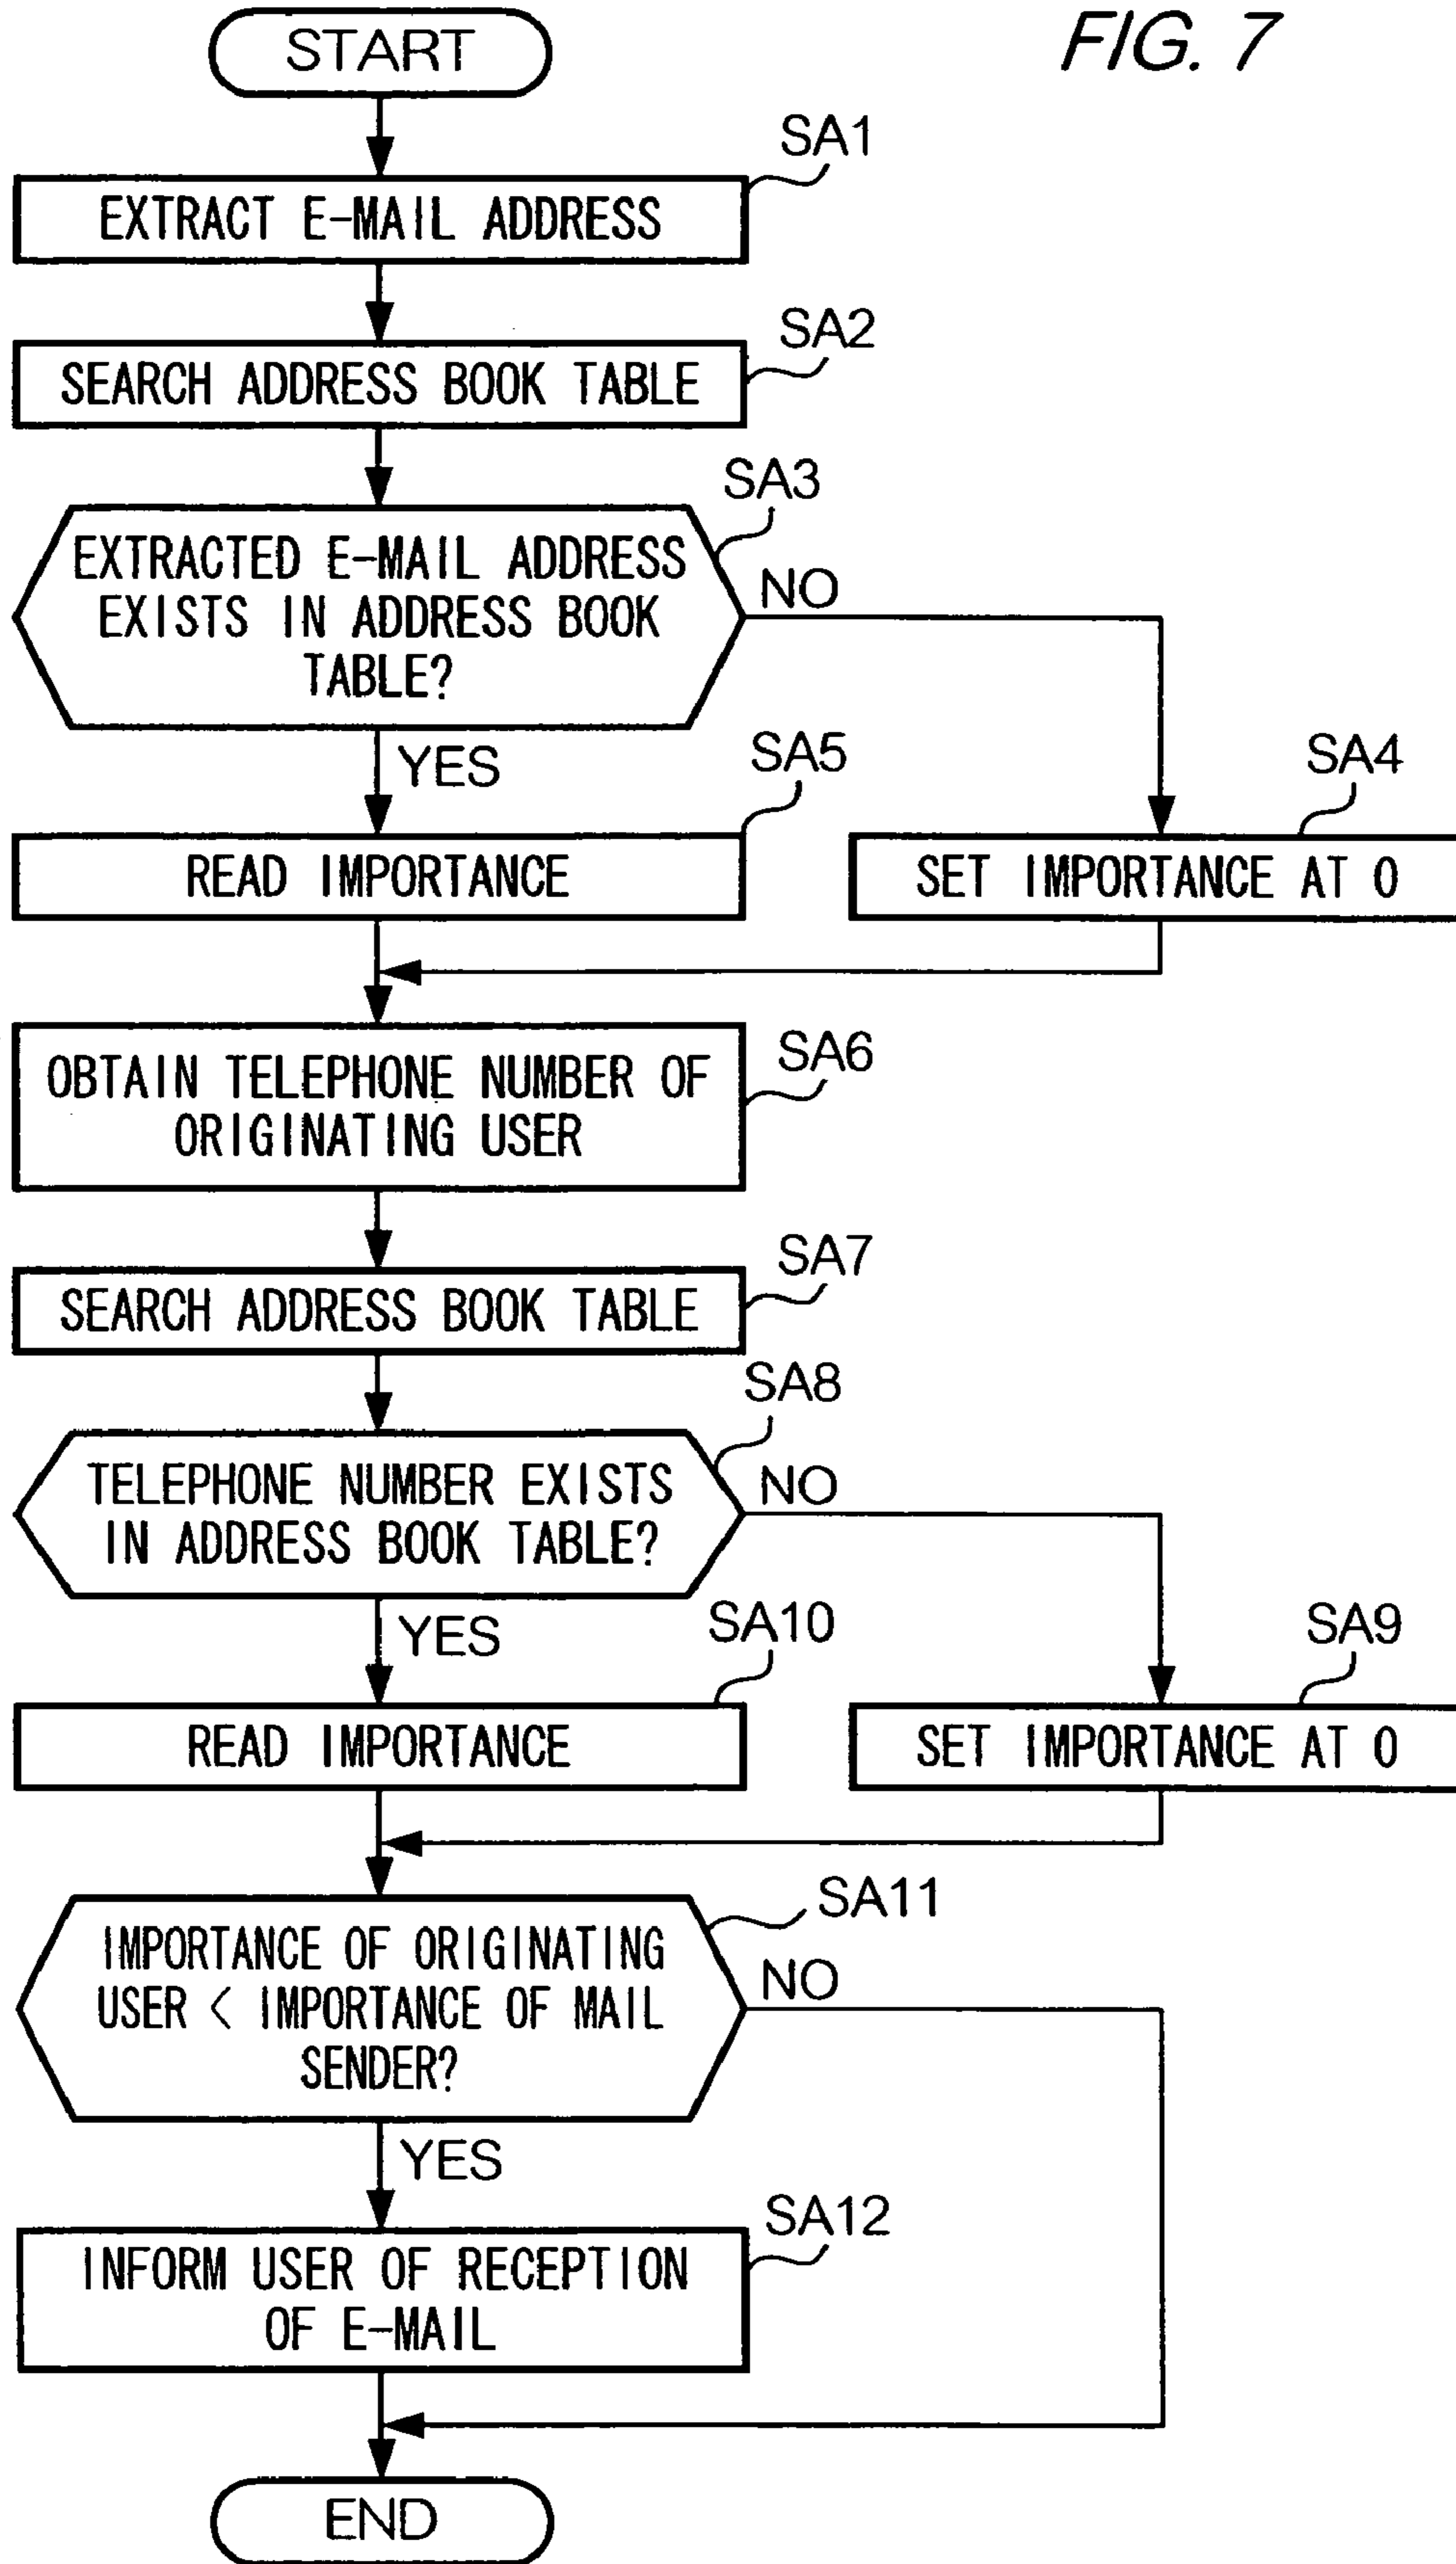 FIG. 7
START
SA1
EXTRACT E-MAIL ADDRESS
SA2
SEARCH ADDRESS BOOK TABLE
SA3
EXTRACTED E-MAIL ADDRESS
EXISTS IN ADDRESS BOOK
TABLE?
NO
YES
SA5
SA4
READ IMPORTANCE
SET IMPORTANCE AT 0
SA6
OBTAIN TELEPHONE NUMBER OF
ORIGINATING USER
SA7
SEARCH ADDRESS BOOK TABLE
SA8
TELEPHONE NUMBER EXISTS
IN ADDRESS BOOK TABLE?
NO
YES
SA10
SA9
READ IMPORTANCE
SET IMPORTANCE AT 0
SA11
IMPORTANCE OF ORIGINATING
USER < IMPORTANCE OF MAIL
SENDER?
NO
YES
SA12
INFORM USER OF RECEPTION
OF E-MAIL
END